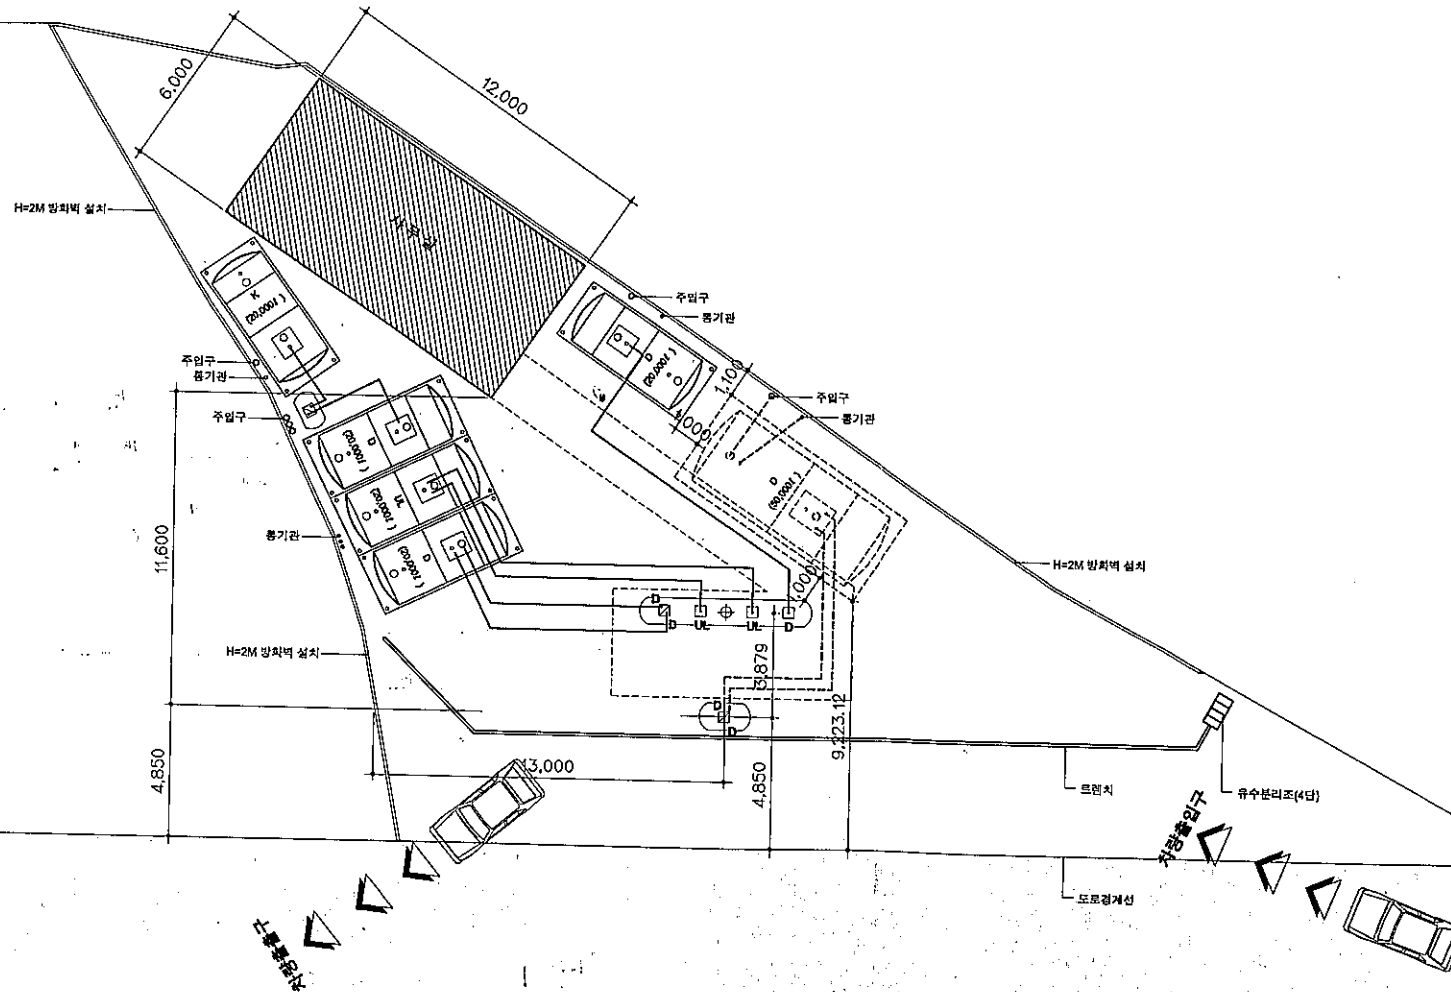 6,000
12,000
H=2M 방화벽 설치
사무실
K
(20,000ℓ)
주입구
통기관
주입구
통기관
주입구
D
(20,000ℓ)
1,100
주입구
통기관
D
(20,000ℓ)
UL
(20,000ℓ)
D
(20,000ℓ)
D
(50,000ℓ)
통기관
11,600
H=2M 방화벽 설치
D
D
UL
UL
D
H=2M 방화벽 설치
3,879
D
D
9,223.12
4,850
13,000
4,850
트렌치
유수분리조(4단)
차량출입구
도로경계선
차량출출구